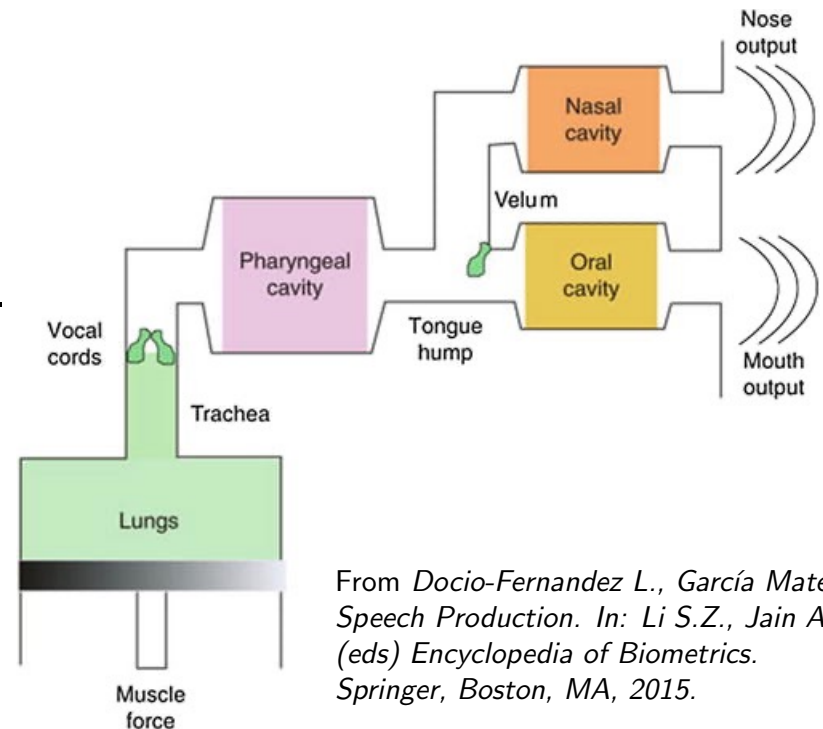 Nose
output
Nasal
cavity
Velum
Pharyngeal
cavity
Oral
cavity
Vocal
cords
Tongue
hump
Mouth
output
Trachea
Lungs
From Docio-Fernandez L., García Mate
Speech Production. In: Li S.Z., Jain A
(eds) Encyclopedia of Biometrics.
Springer, Boston, MA, 2015.
Muscle
force